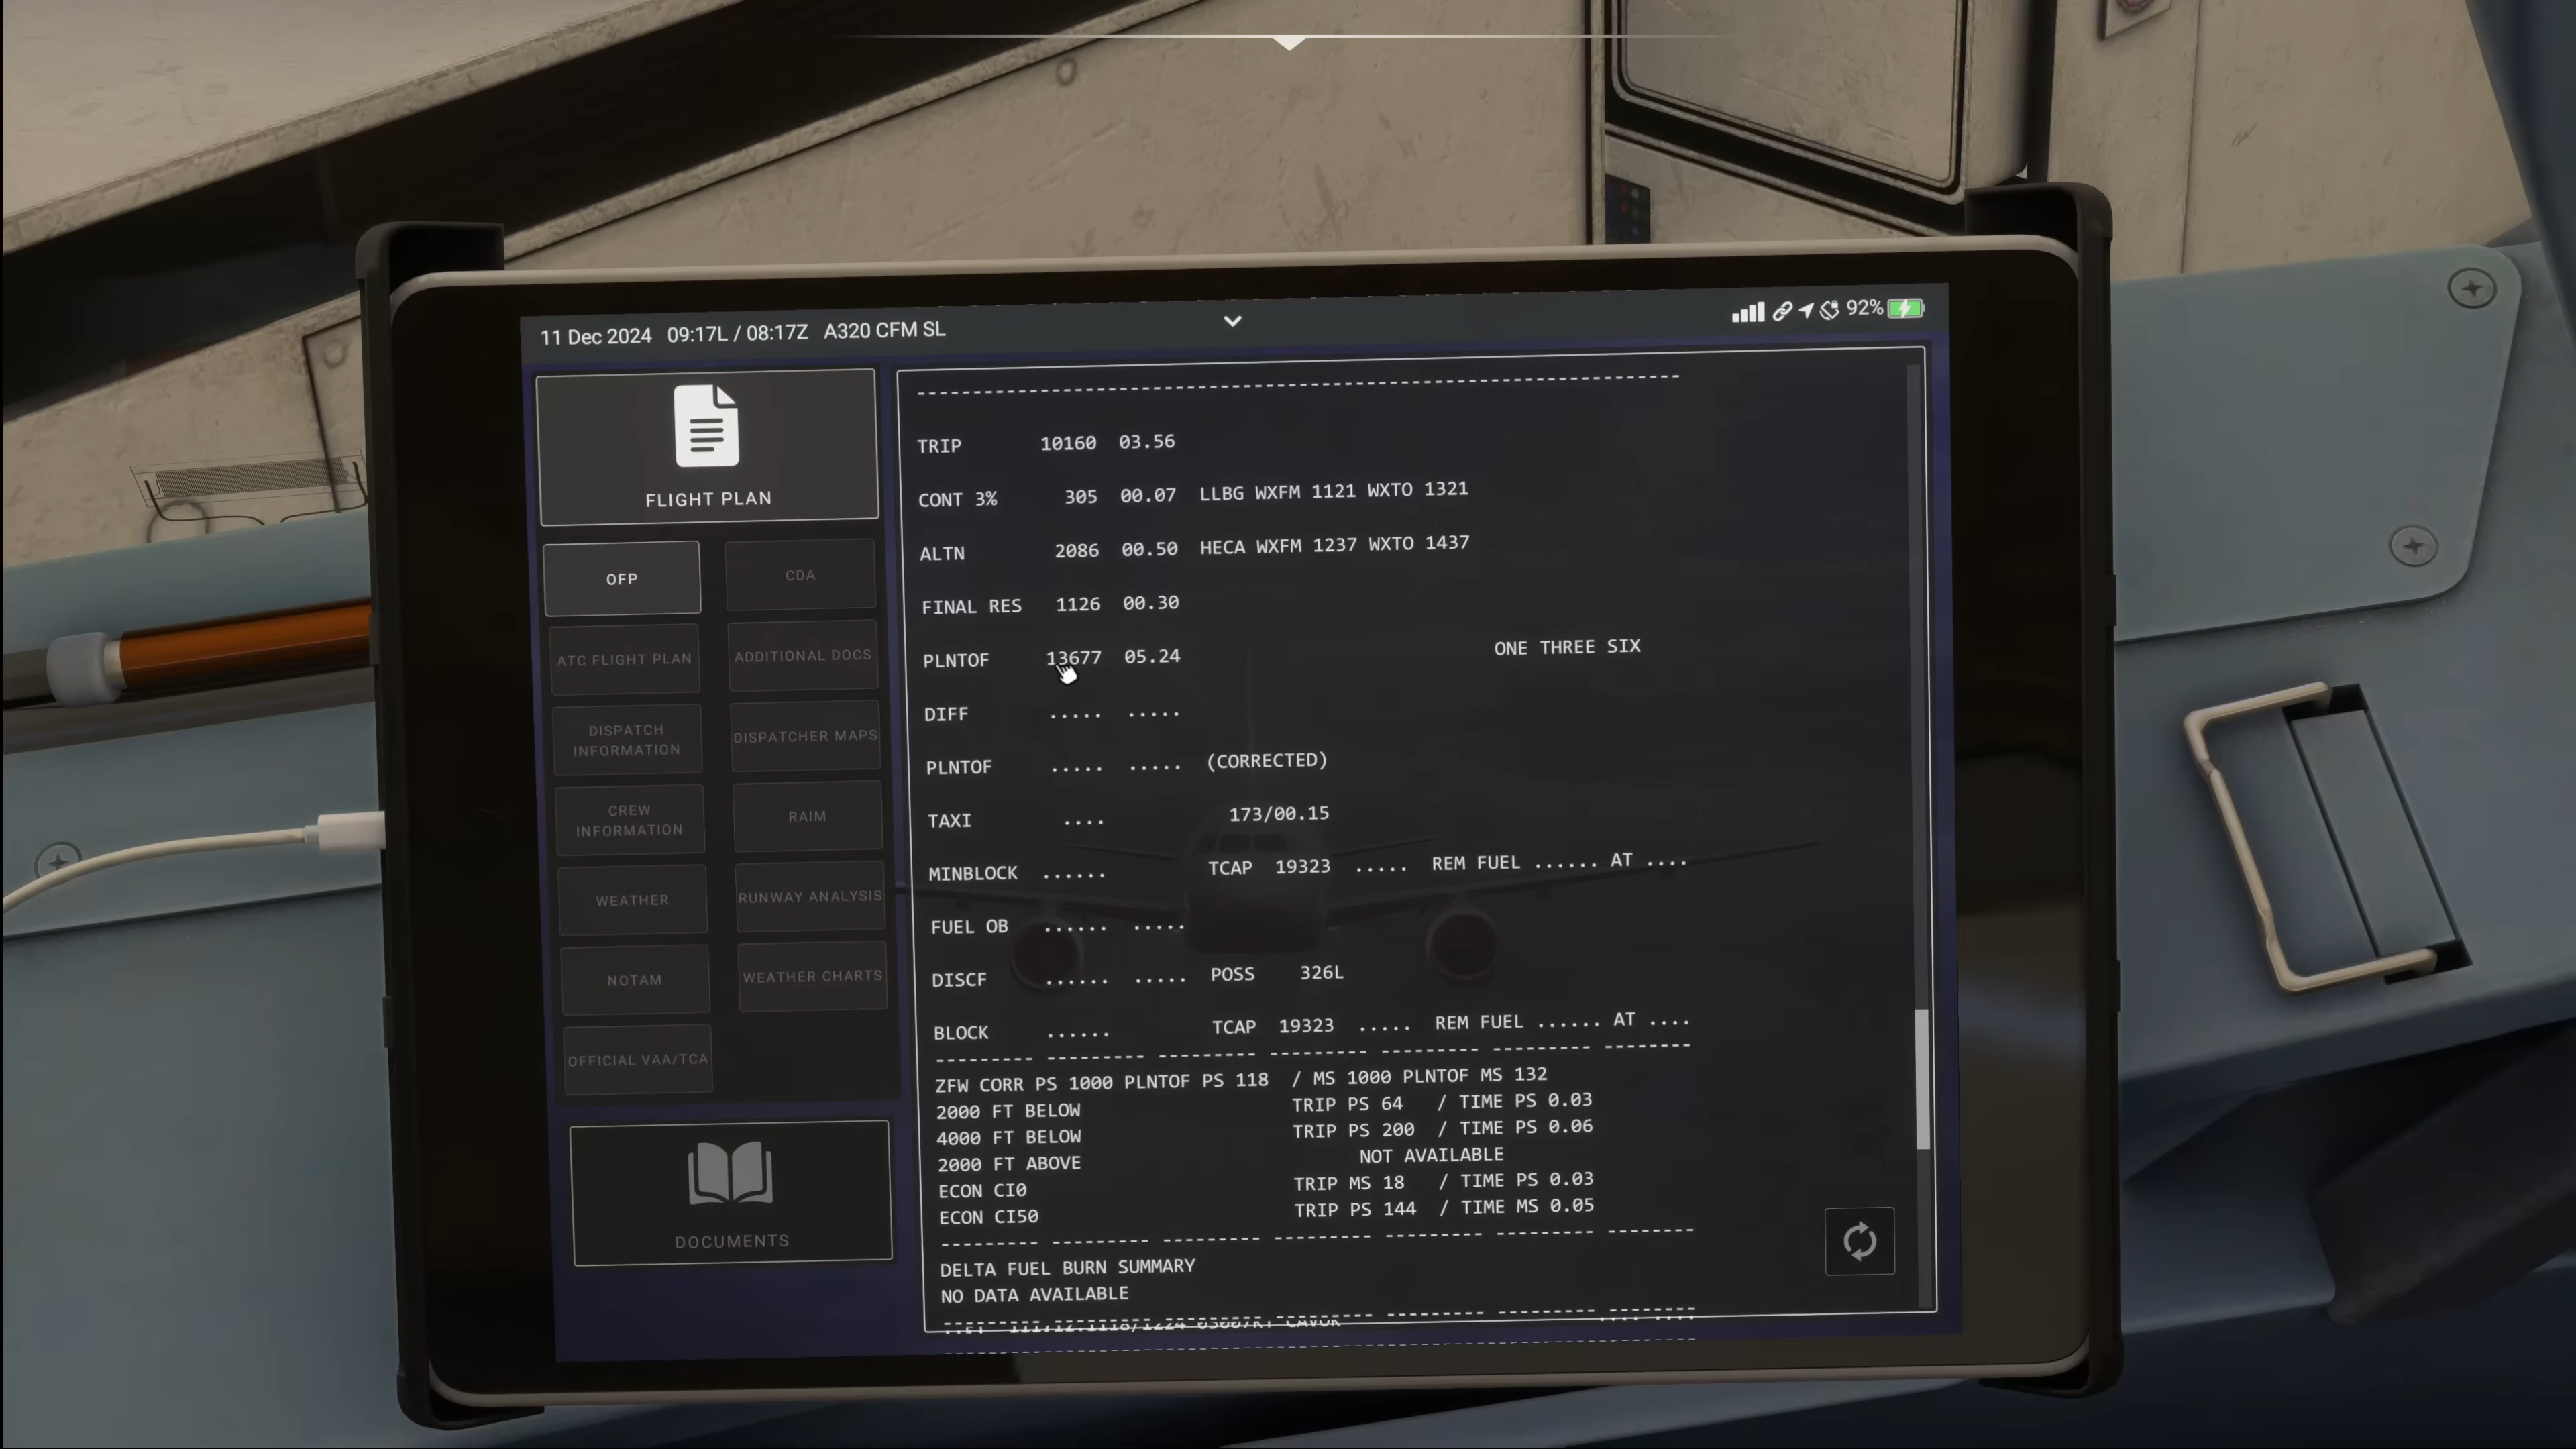 11 Dec 2024 09:17L / 08:17Z A320 CFM SL
92%
FLIGHT PLAN
OFP
CDA
ATC FLIGHT PLAN
ADDITIONAL DOCS
DISPATCH
INFORMATION
DISPATCHER MAPS
CREW
INFORMATION
RAIM
WEATHER
RUNWAY ANALYSIS
NOTAM
WEATHER CHARTS
OFFICIAL VAA/TCA
DOCUMENTS
TRIP 10160 03.56
CONT 3% 305 00.07 LLBG WXFM 1121 WXTO 1321
ALTN 2086 00.50 HECA WXFM 1237 WXTO 1437
FINAL RES 1126 00.30
PLNTOF 13677 05.24 ONE THREE SIX
DIFF ..... .....
PLNTOF ..... ..... (CORRECTED)
TAXI .... 173/00.15
MINBLOCK ...... TCAP 19323 ..... REM FUEL ...... AT ....
FUEL OB ...... .....
DISCF ...... ..... POSS 326L
BLOCK ...... TCAP 19323 ..... REM FUEL ...... AT ....
ZFW CORR PS 1000 PLNTOF PS 118 / MS 1000 PLNTOF MS 132
2000 FT BELOW TRIP PS 64 / TIME PS 0.03
4000 FT BELOW TRIP PS 200 / TIME PS 0.06
2000 FT ABOVE NOT AVAILABLE
ECON CI0 TRIP MS 18 / TIME PS 0.03
ECON CI50 TRIP PS 144 / TIME MS 0.05
DELTA FUEL BURN SUMMARY
NO DATA AVAILABLE